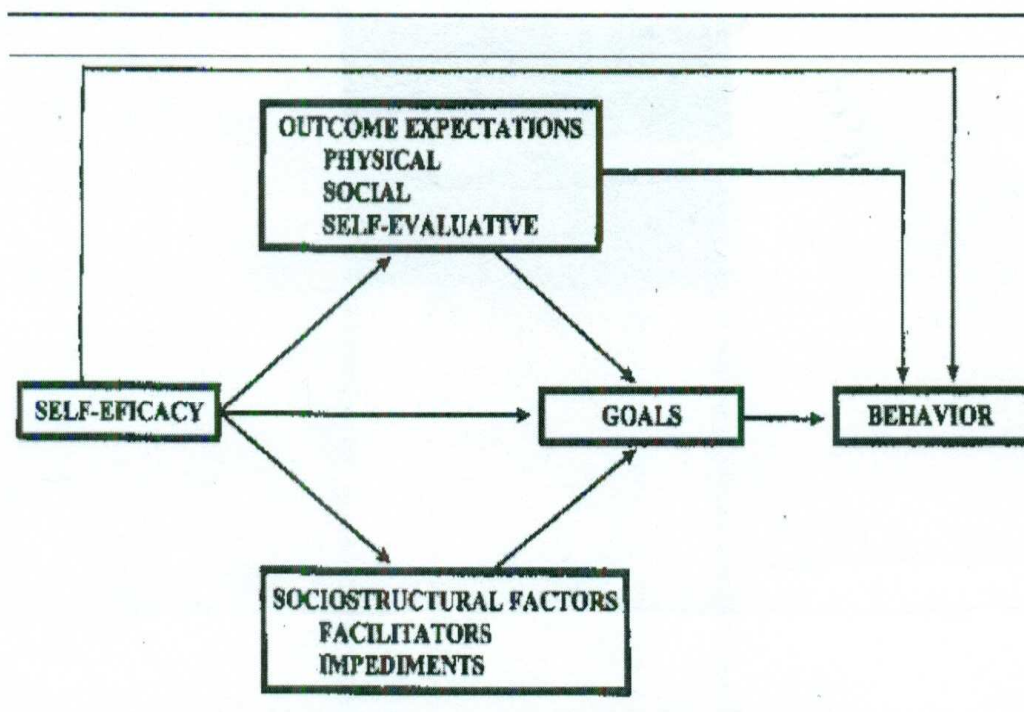 OUTCOME EXPECTATIONS
PHYSICAL
SOCIAL
SELF-EVALUATIVE
SELF-EFICACY
GOALS
BEHAVIOR
SOCIOSTRUCTURAL FACTORS
FACILITATORS
IMPEDIMENTS